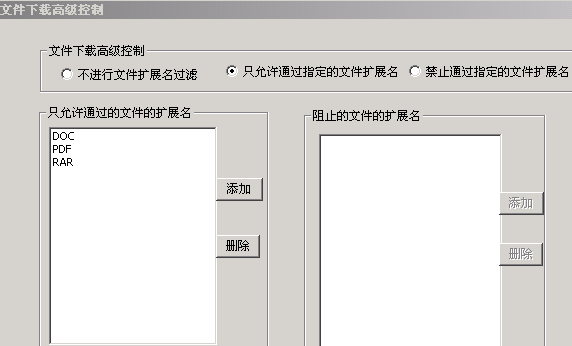 文件下载高级控制
文件下载高级控制
不进行文件扩展名过滤 只允许通过指定的文件扩展名 禁止通过指定的文件扩展名
只允许通过的文件的扩展名 阻止的文件的扩展名
DOC
PDF
RAR
添加 添加
删除 删除